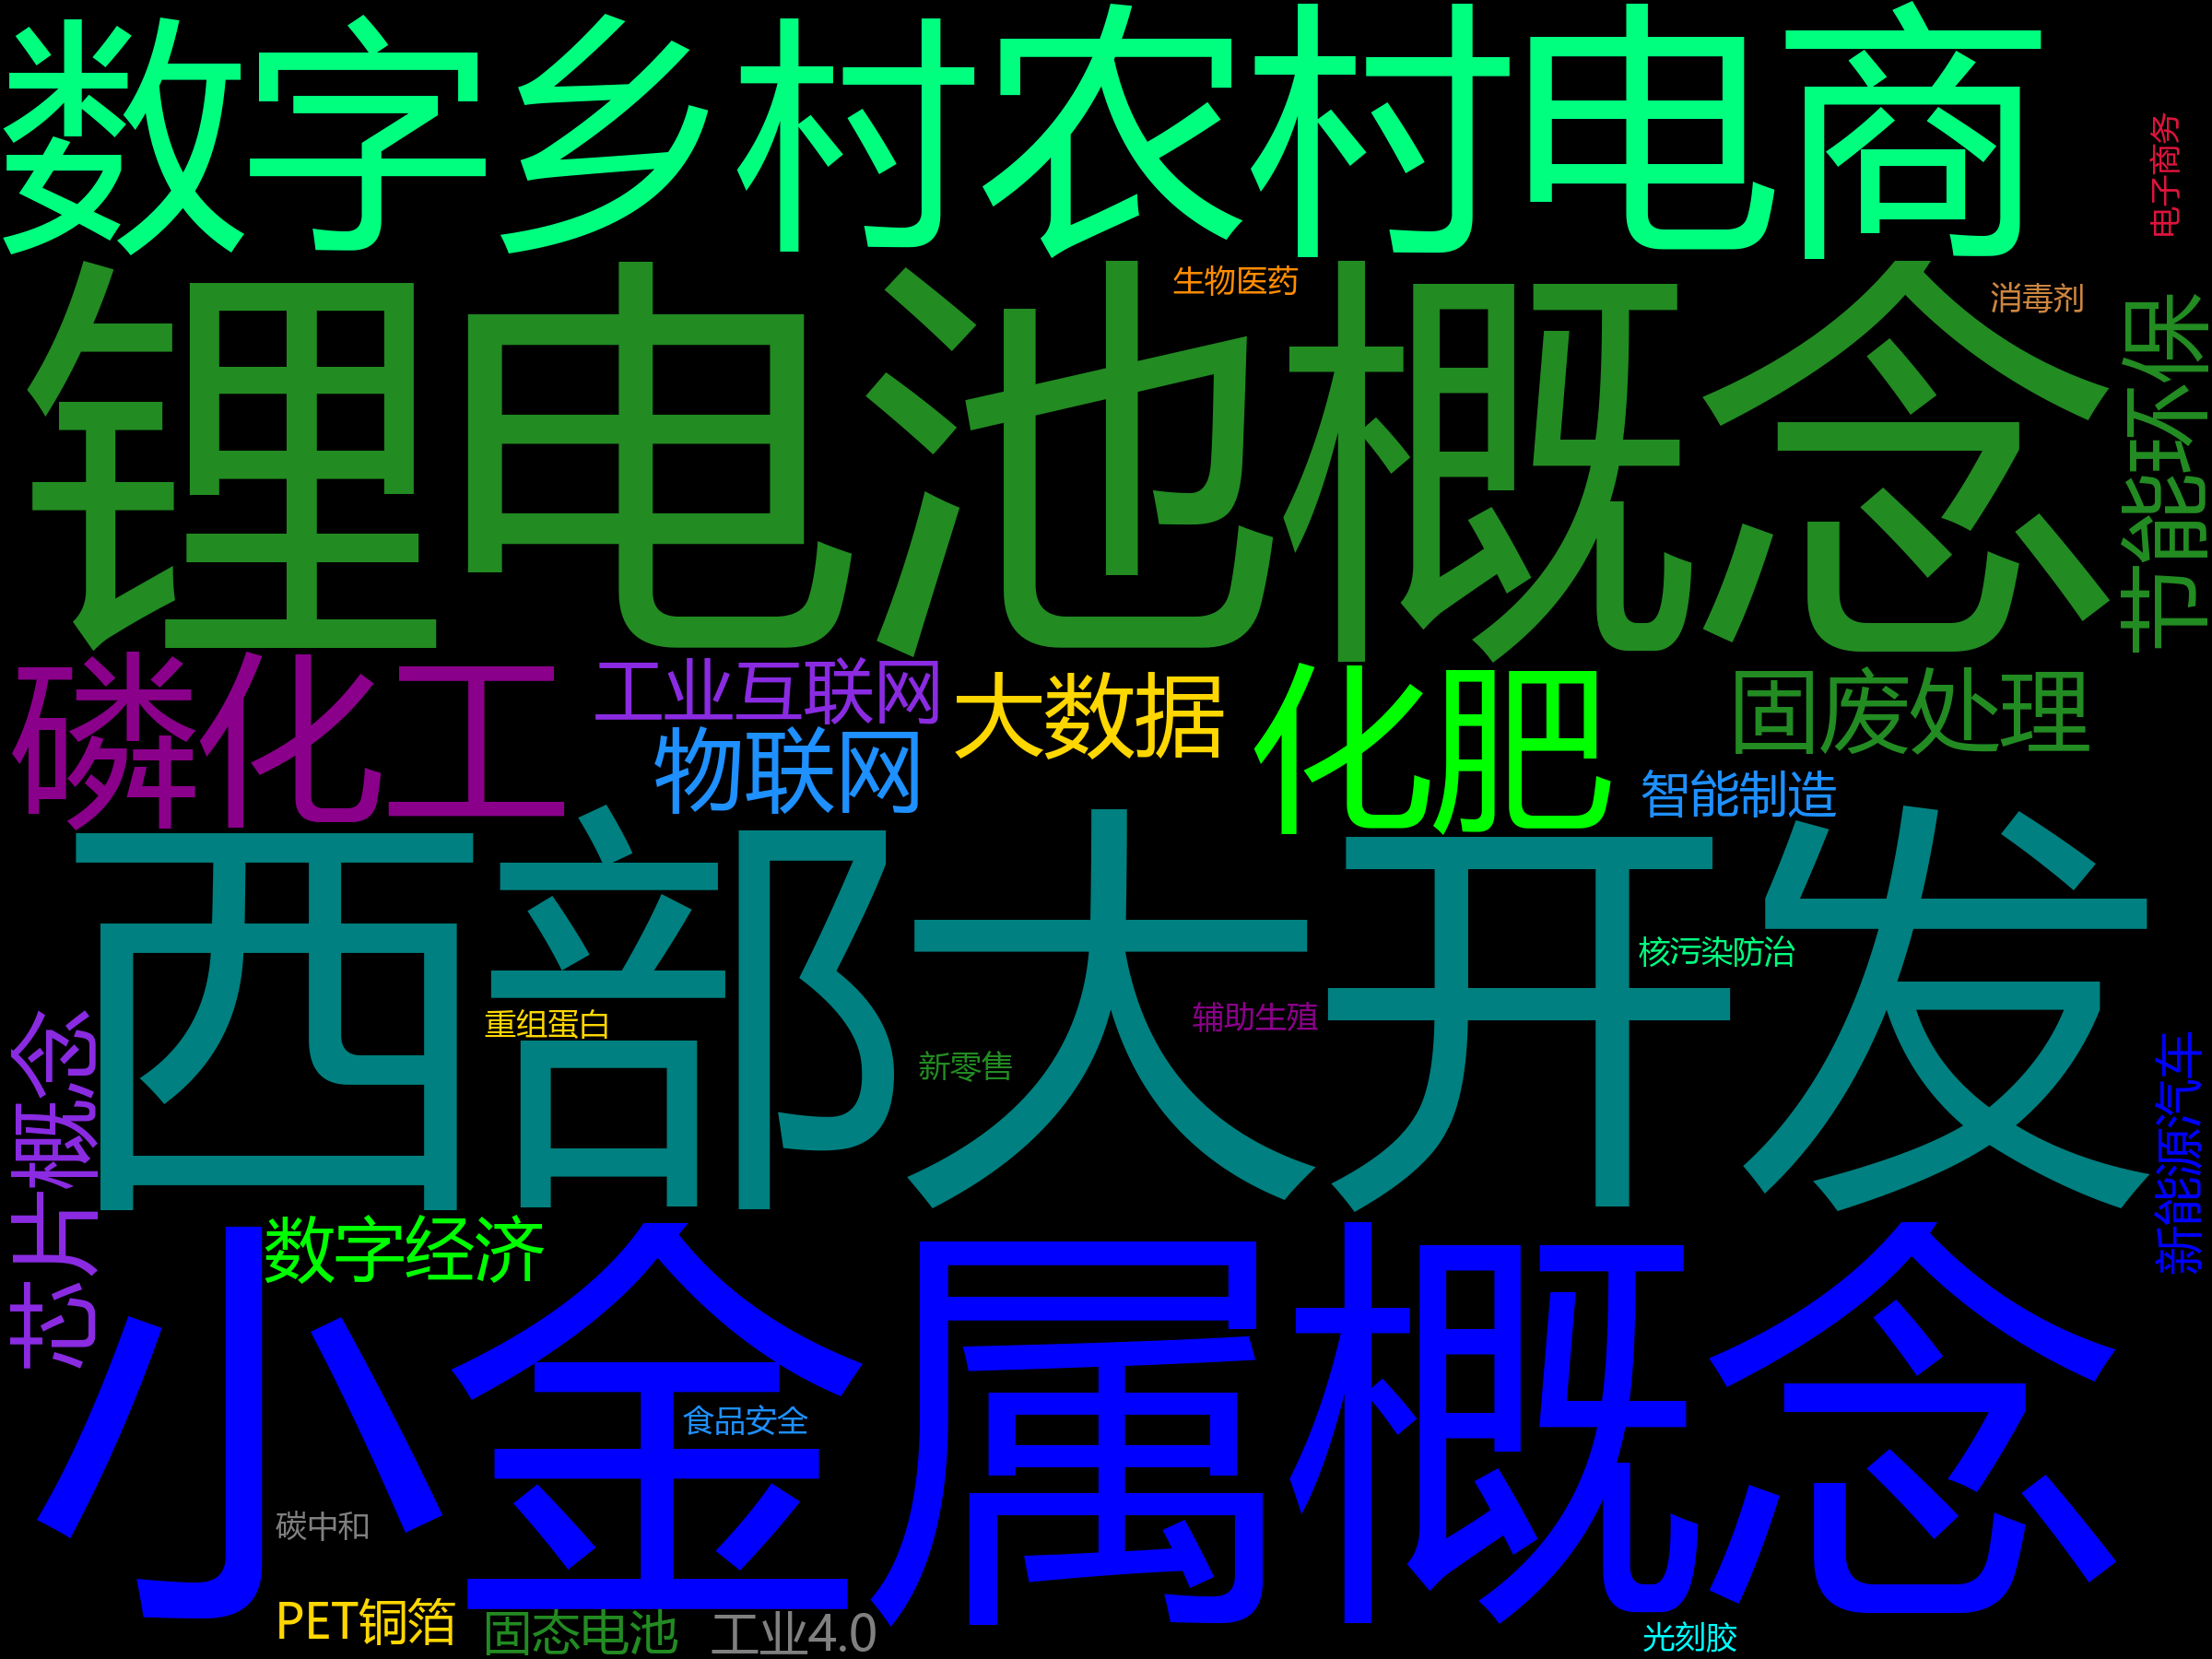 数字乡村农村电商
电子商务
生物医药
消毒剂
锂电池概念
节能环保
磷化工
工业互联网
物联网
大数据
化肥
固废处理
智能制造
西部大开发
核污染防治
重组蛋白
辅助生殖
新零售
芯片概念
新能源汽车
数字经济
小金属概念
食品安全
碳中和
PET铜箔
固态电池
工业4.0
光刻胶